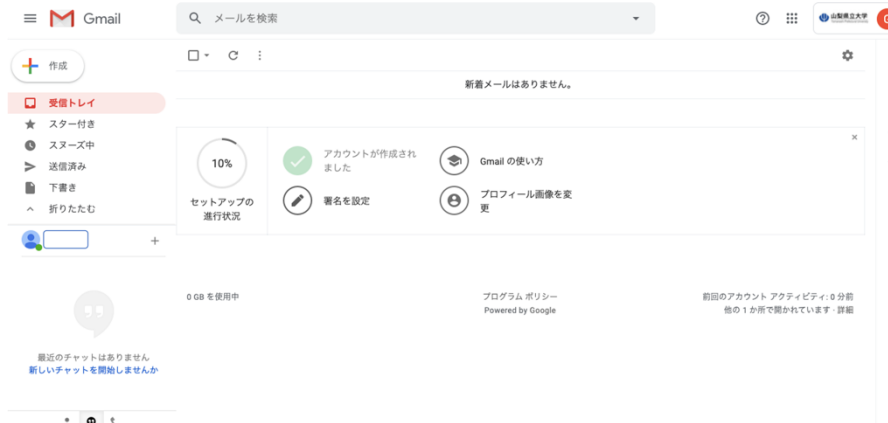 Gmail
メールを検索
山梨県立大学
G
作成
新着メールはありません。
受信トレイ
スター付き
スヌーズ中
送信済み
下書き
折りたたむ
10%
セットアップの
進行状況
アカウントが作成され
ました
Gmail の使い方
署名を設定
プロフィール画像を変
更
0 GB を使用中
プログラム ポリシー
Powered by Google
前回のアカウント アクティビティ: 0 分前
他の 1 か所で開かれています · 詳細
最近のチャットはありません
新しいチャットを開始しませんか